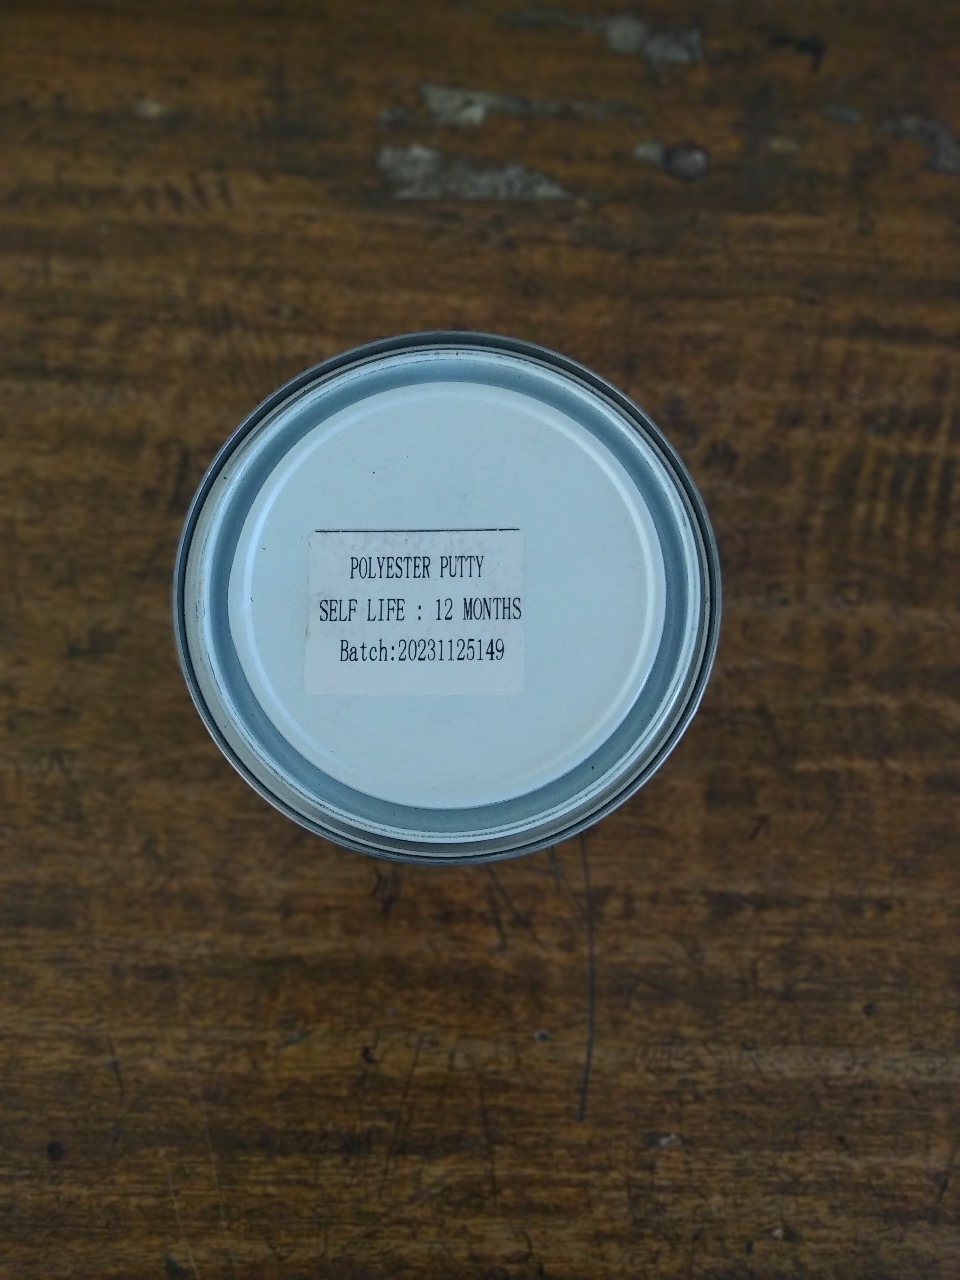 POLYESTER PUTTY
SELF LIFE : 12 MONTHS
Batch:20231125149